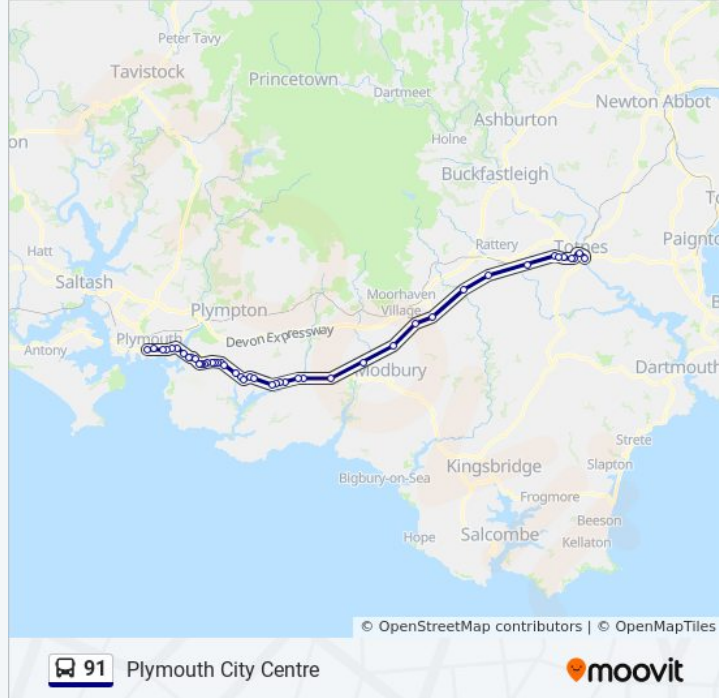 Peter Tavy
Tavistock
Princetown
Dartmeet
Newton Abbot
Ashburton
Holne
on
Buckfastleigh
To
Hatt
Rattery
Totnes
Paignto
Saltash
Moorhaven
Village
B
Plympton
Devon Expressway
Plymouth
Antony
Modbury
Dartmouth
Strete
Kingsbridge
Slapton
Bigbury-on-Sea
Frogmore
Beeson
Hope
Salcombe
Kellaton
© OpenStreetMap contributors | © OpenMapTiles
91 Plymouth City Centre
moovit